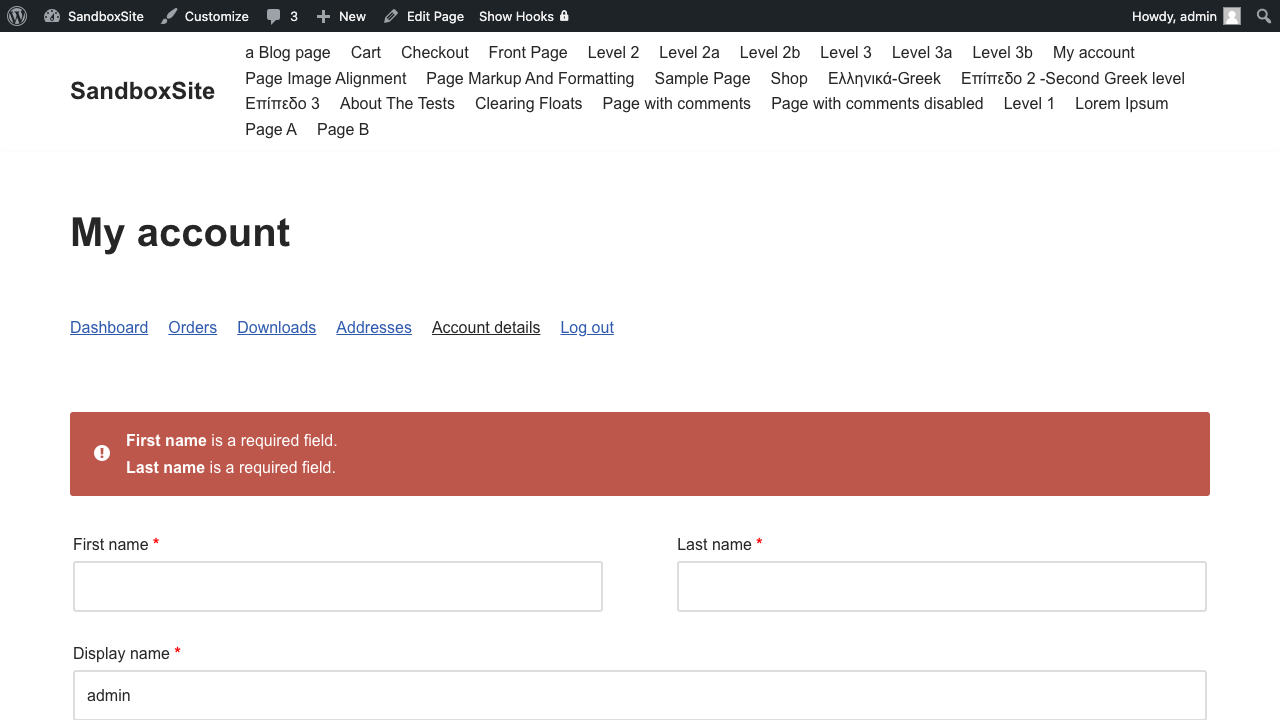 SandboxSite Customize 3 New Edit Page Show Hooks Howdy, admin
SandboxSite
a Blog page Cart Checkout Front Page Level 2 Level 2a Level 2b Level 3 Level 3a Level 3b My account
Page Image Alignment Page Markup And Formatting Sample Page Shop Ελληνικά-Greek Επίπεδο 2 -Second Greek level
Επίπεδο 3 About The Tests Clearing Floats Page with comments Page with comments disabled Level 1 Lorem Ipsum
Page A Page B
My account
Dashboard Orders Downloads Addresses Account details Log out
First name is a required field.
Last name is a required field.
First name * Last name *
Display name *
admin